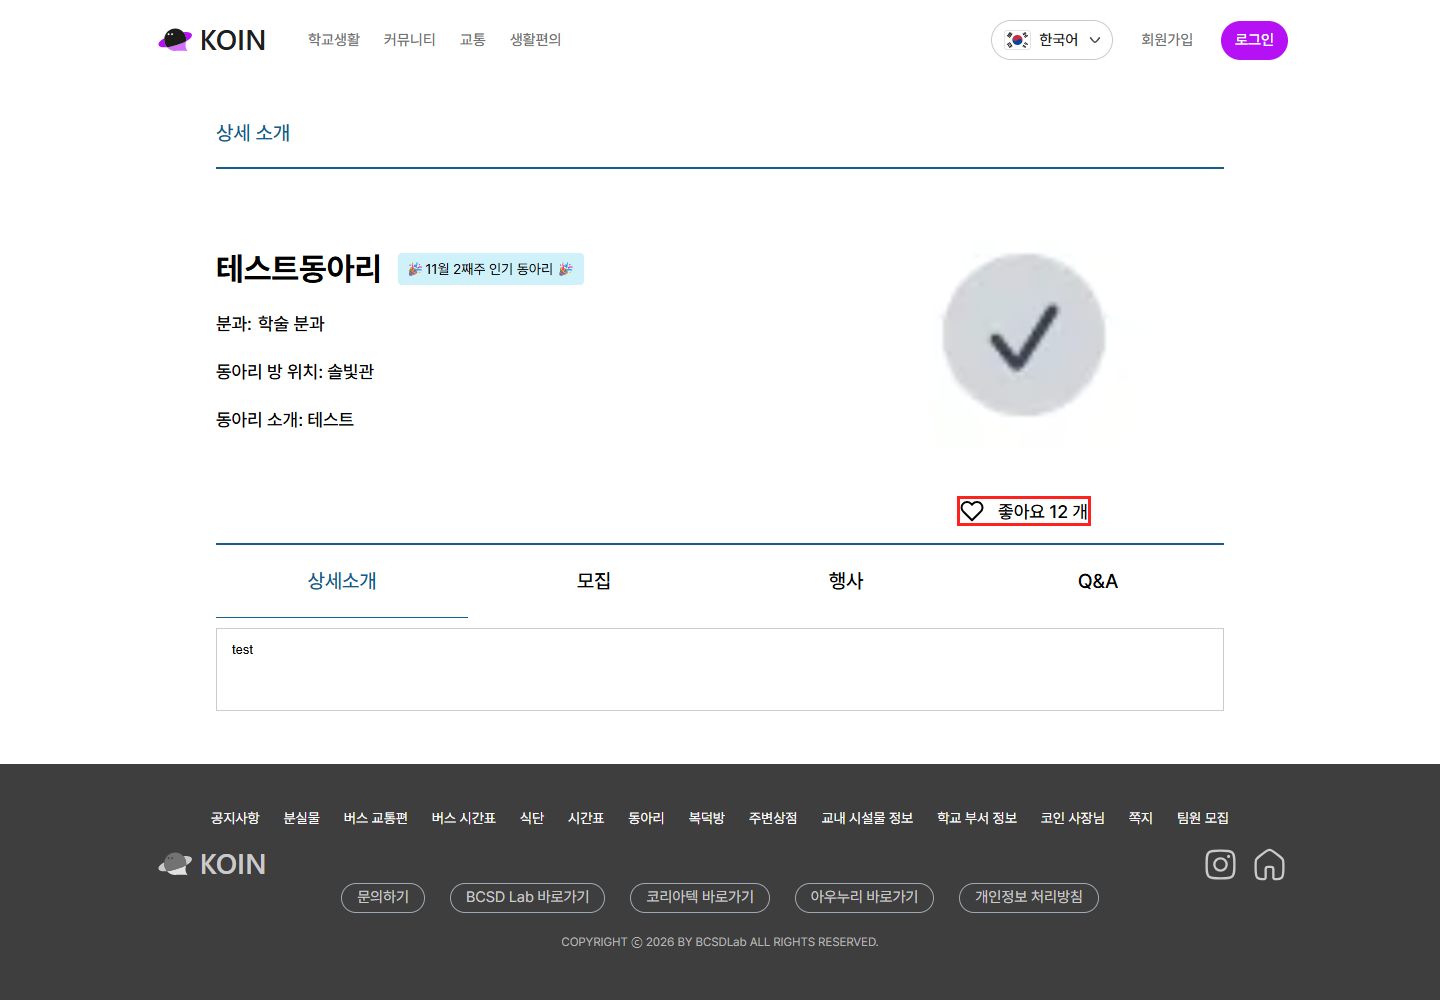 KOIN
학교생활 커뮤니티 교통 생활편의
한국어
회원가입
로그인
상세 소개
테스트동아리
🎉 11월 2째주 인기 동아리 🎉
분과: 학술 분과
동아리 방 위치: 솔빛관
동아리 소개: 테스트
좋아요 12 개
상세소개 모집 행사 Q&A
test
공지사항 분실물 버스 교통편 버스 시간표 식단 시간표 동아리 복덕방 주변상점 교내 시설물 정보 학교 부서 정보 코인 사장님 쪽지 팀원 모집
KOIN
문의하기 BCSD Lab 바로가기 코리아텍 바로가기 아우누리 바로가기 개인정보 처리방침
COPYRIGHT ⓒ 2026 BY BCSDLab ALL RIGHTS RESERVED.